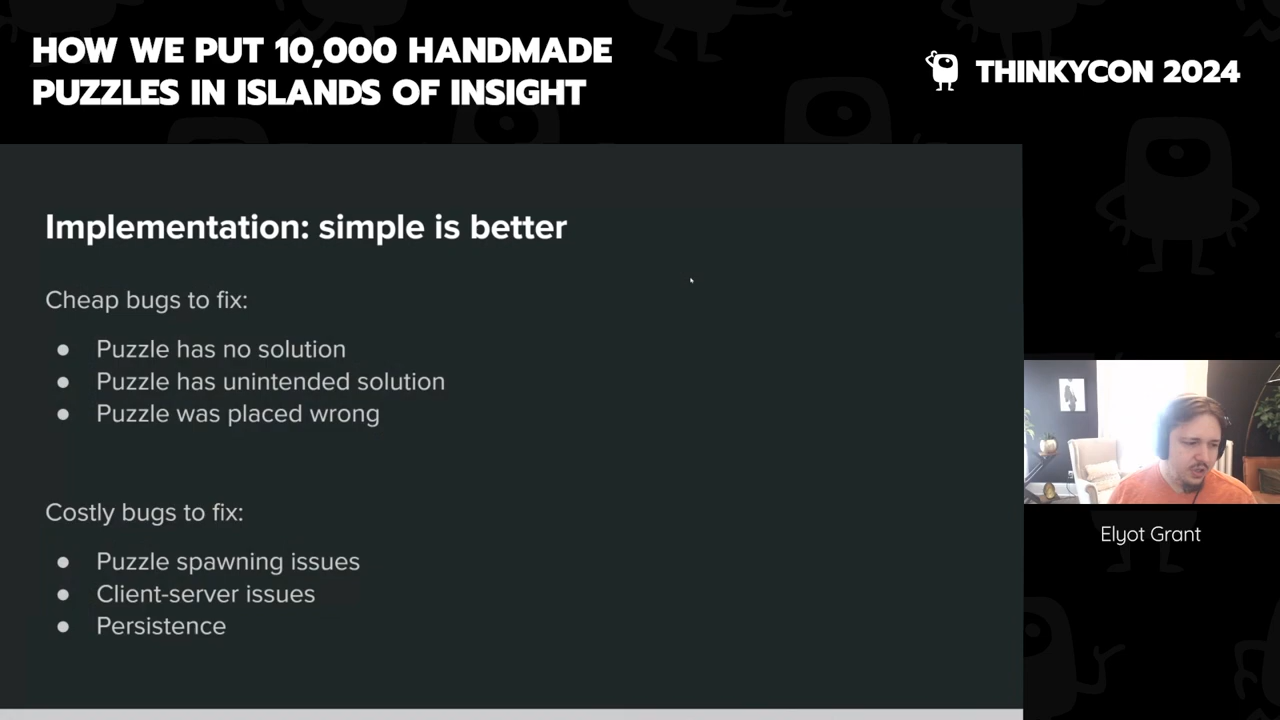 HOW WE PUT 10,000 HANDMADE
PUZZLES IN ISLANDS OF INSIGHT
THINKYCON 2024
Implementation: simple is better
Cheap bugs to fix:
● Puzzle has no solution
● Puzzle has unintended solution
● Puzzle was placed wrong
Costly bugs to fix:
● Puzzle spawning issues
● Client-server issues
● Persistence
Elyot Grant